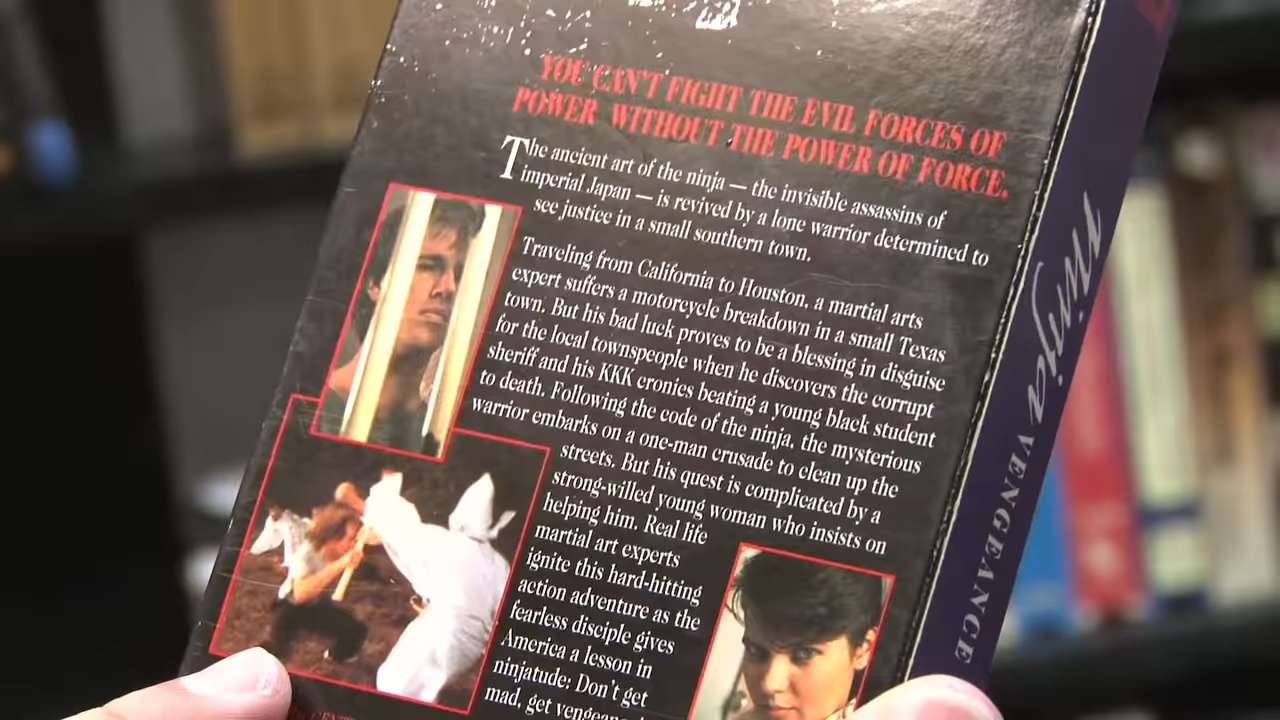 YOU CAN'T FIGHT THE EVIL FORCES OF
POWER WITHOUT THE POWER OF FORCE.
The ancient art of the ninja — the invisible assassins of
imperial Japan — is revived by a lone warrior determined to
see justice in a small southern town.
Traveling from California to Houston, a martial arts
expert suffers a motorcycle breakdown in a small Texas
town. But his bad luck proves to be a blessing in disguise
for the local townspeople when he discovers the corrupt
sheriff and his KKK cronies beating a young black student
to death. Following the code of the ninja, the mysterious
warrior embarks on a one-man crusade to clean up the
streets. But his quest is complicated by a
strong-willed young woman who insists on
helping him. Real life
martial art experts
ignite this hard-hitting
action adventure as the
fearless disciple gives
America a lesson in
ninjatude: Don't get
mad, get
ninja VENGEANCE